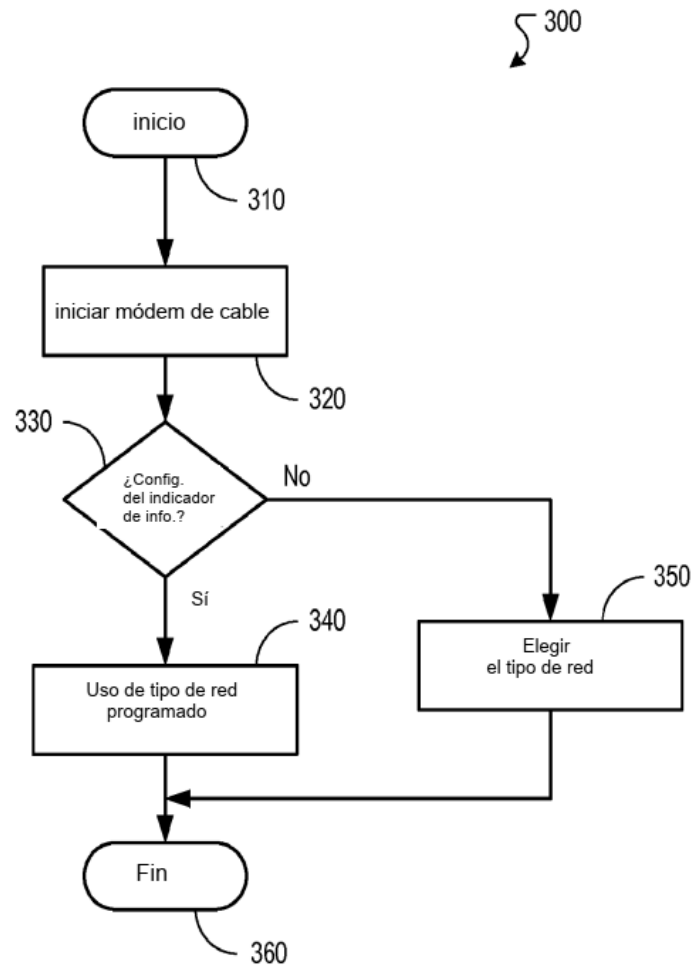 300
inicio
310
iniciar módem de cable
320
330
¿Config.
del indicador
de info.?
No
Sí
340
350
Uso de tipo de red
programado
Elegir
el tipo de red
Fin
360